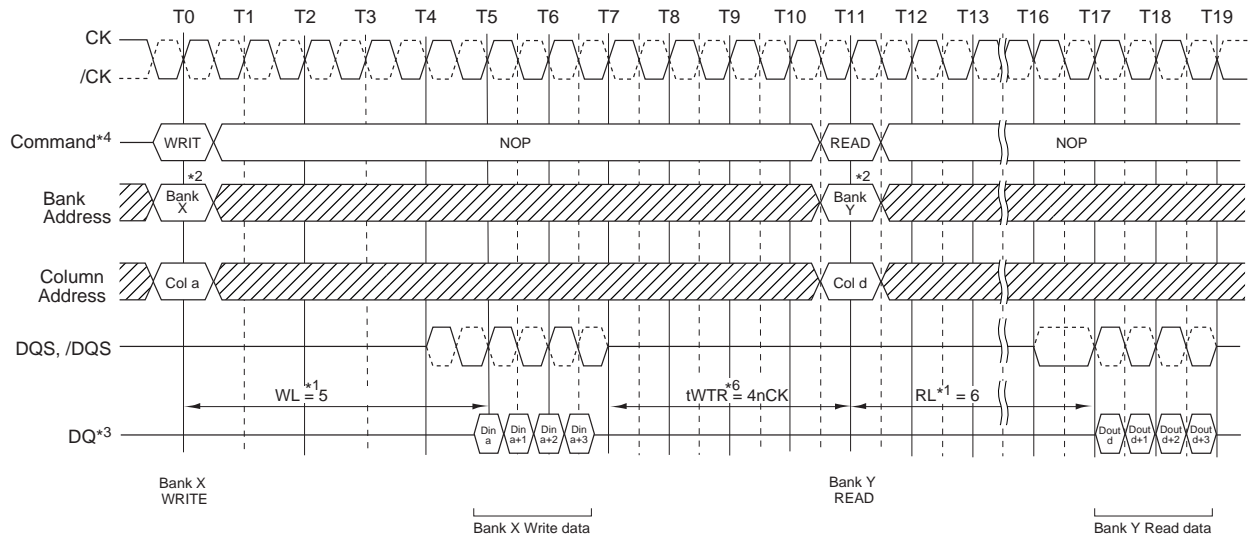 T0 T1 T2 T3 T4 T5 T6 T7 T8 T9 T10 T11 T12 T13 T16 T17 T18 T19
CK
/CK
Command*4 WRIT NOP READ NOP
*2 *2
Bank Address
Bank X
Bank Y
Column Address
Col a Col d
DQS, /DQS
WL*1 = 5 tWTR*6 = 4nCK RL*1 = 6
DQ*3
Din a
Din a+1
Din a+2
Din a+3
Dout d
Dout d+1
Dout d+2
Dout d+3
Bank X
WRITE
Bank Y
READ
Bank X Write data
Bank Y Read data